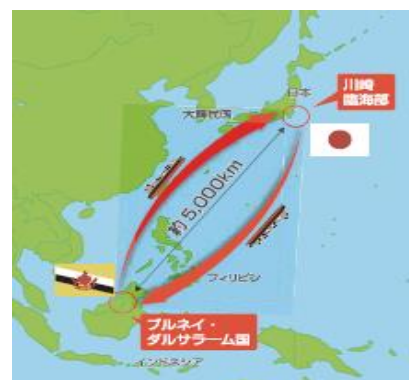 川崎
臨海部
日本
大韓民国
約5,000km
フィリピン
ブルネイ・
ダルサラーム国
インドネシア